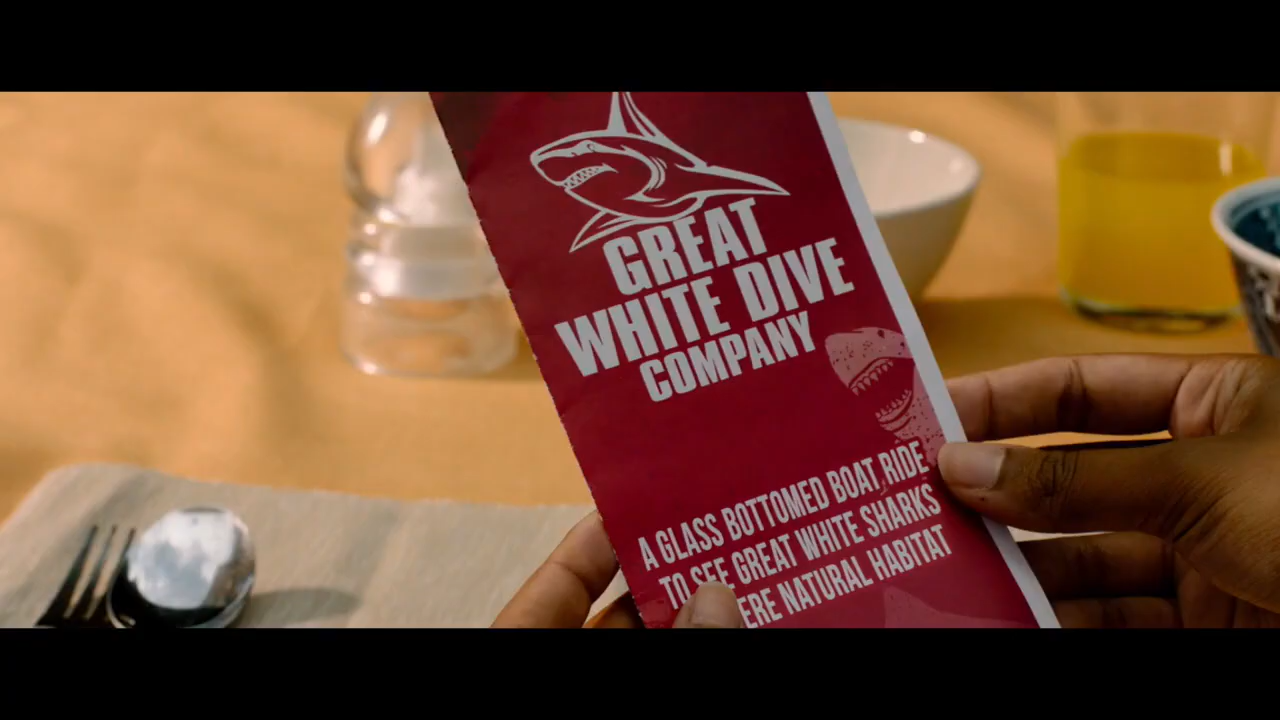 GREAT
WHITE DIVE
COMPANY
A GLASS BOTTOMED BOAT RIDE
TO SEE GREAT WHITE SHARKS
NATURAL HABITAT